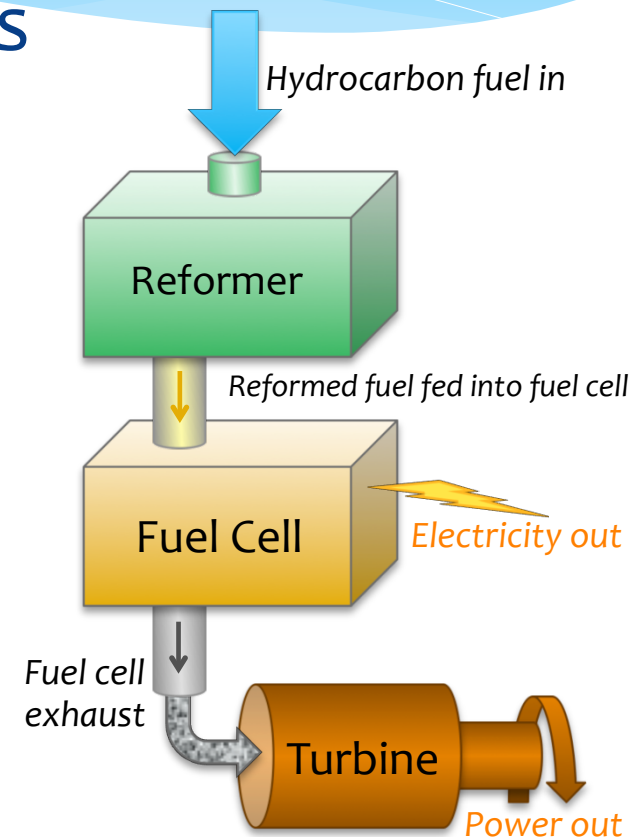 s
Hydrocarbon fuel in
Reformer
Reformed fuel fed into fuel cell
Fuel Cell
Electricity out
Fuel cell
exhaust
Turbine
Power out